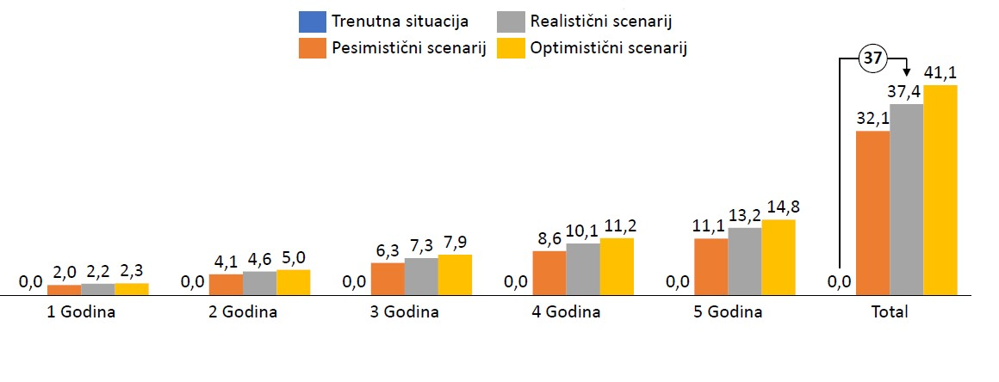 Trenutna situacija
Realistični scenarij
Pesimistični scenarij
Optimistični scenarij
37
0,0 2,0 2,2 2,3
0,0 4,1 4,6 5,0
0,0 6,3 7,3 7,9
0,0 8,6 10,1 11,2
0,0 11,1 13,2 14,8
0,0 32,1 37,4 41,1
1 Godina
2 Godina
3 Godina
4 Godina
5 Godina
Total